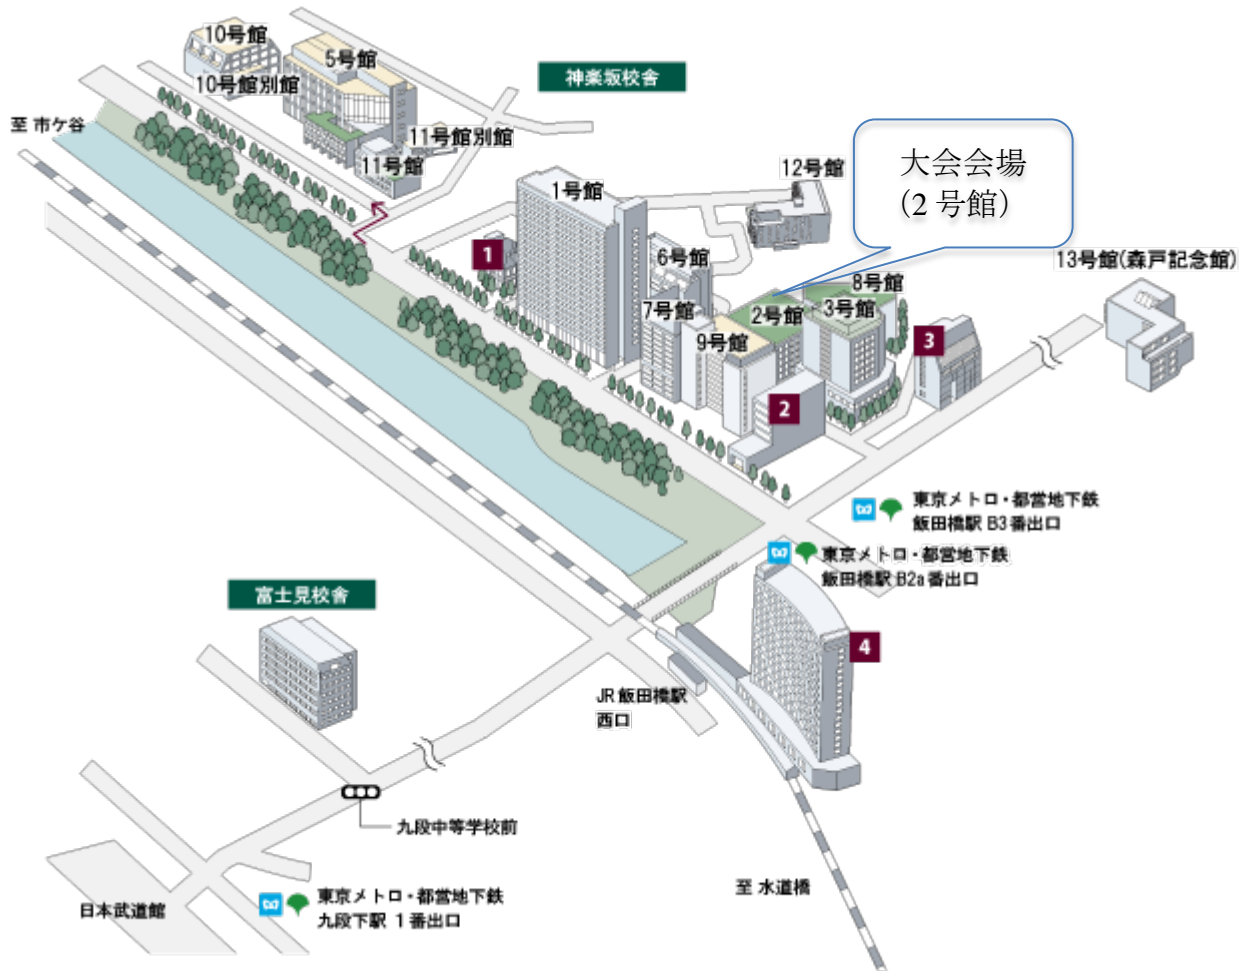 10号館
5号館
神楽坂校舎
10号館別館
至 市ケ谷
11号館別館
11号館
大会会場
(2 号館)
12号館
1号館
1
6号館
13号館(森戸記念館)
8号館
7号館
2号館
3号館
9号館
3
2
東京メトロ・都営地下鉄
飯田橋駅 B3番出口
東京メトロ・都営地下鉄
飯田橋駅 B2a番出口
富士見校舎
4
JR 飯田橋駅
西口
九段中等学校前
至 水道橋
日本武道館
東京メトロ・都営地下鉄
九段下駅 1番出口